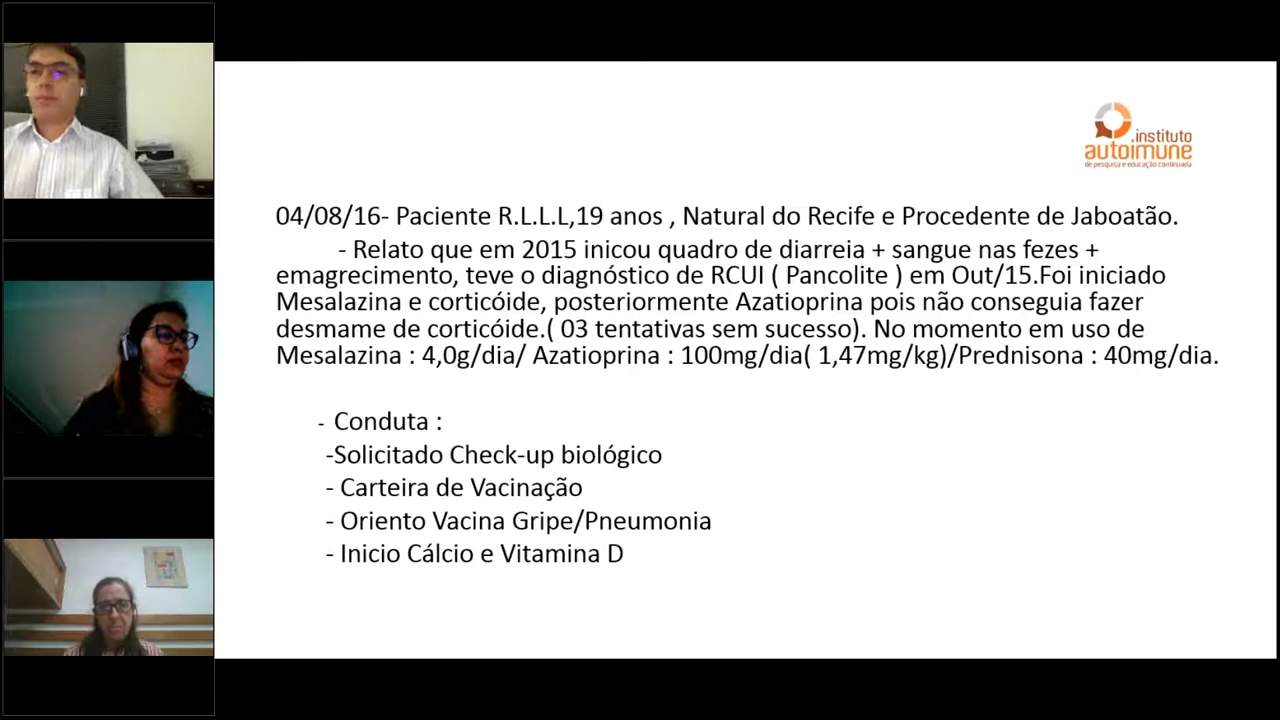 instituto
autoimune
de pesquisa e educação continuada
04/08/16- Paciente R.L.L.L,19 anos , Natural do Recife e Procedente de Jaboatão.
- Relato que em 2015 inicou quadro de diarreia + sangue nas fezes +
emagrecimento, teve o diagnóstico de RCUI ( Pancolite ) em Out/15.Foi iniciado
Mesalazina e corticóide, posteriormente Azatioprina pois não conseguia fazer
desmame de corticóide.( 03 tentativas sem sucesso). No momento em uso de
Mesalazina : 4,0g/dia/ Azatioprina : 100mg/dia( 1,47mg/kg)/Prednisona : 40mg/dia.
- Conduta :
-Solicitado Check-up biológico
- Carteira de Vacinação
- Oriento Vacina Gripe/Pneumonia
- Inicio Cálcio e Vitamina D